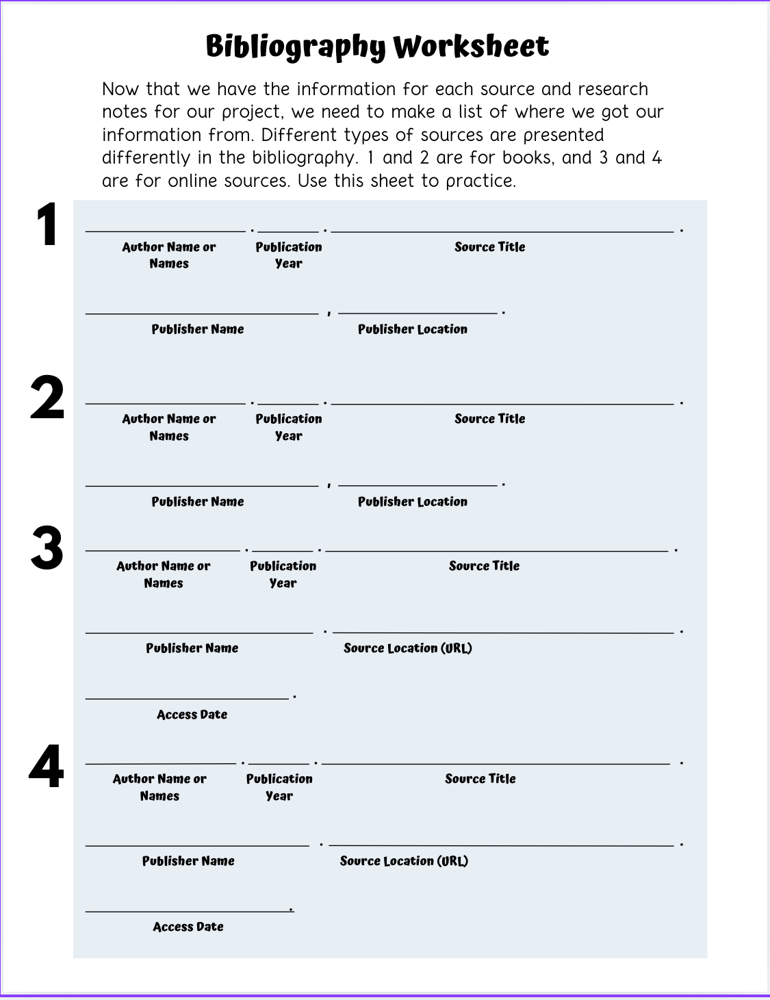 Bibliography Worksheet
Now that we have the information for each source and research
notes for our project, we need to make a list of where we got our
information from. Different types of sources are presented
differently in the bibliography. 1 and 2 are for books, and 3 and 4
are for online sources. Use this sheet to practice.
1
. . .
Author Name or Names Publication Year Source Title
, .
Publisher Name Publisher Location
2
. . .
Author Name or Names Publication Year Source Title
, .
Publisher Name Publisher Location
3
. . .
Author Name or Names Publication Year Source Title
. .
Publisher Name Source Location (URL)
.
Access Date
4
. . .
Author Name or Names Publication Year Source Title
. .
Publisher Name Source Location (URL)
.
Access Date